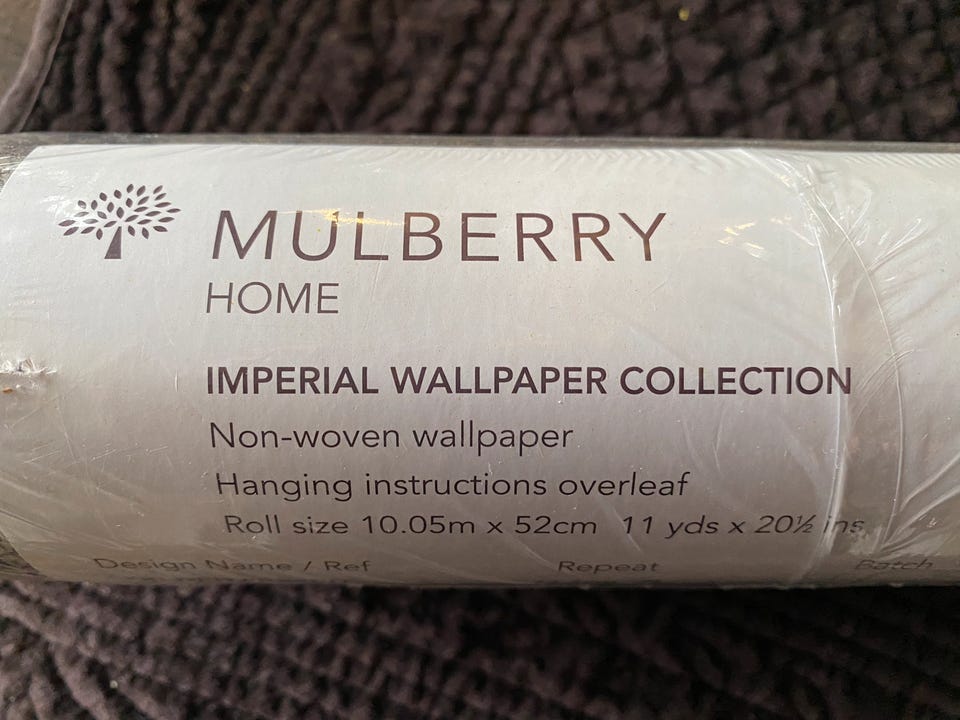 MULBERRY
HOME
IMPERIAL WALLPAPER COLLECTION
Non-woven wallpaper
Hanging instructions overleaf
Roll size 10.05m x 52cm 11 yds x 20½ ins
Design Name / Ref Repeat Batch